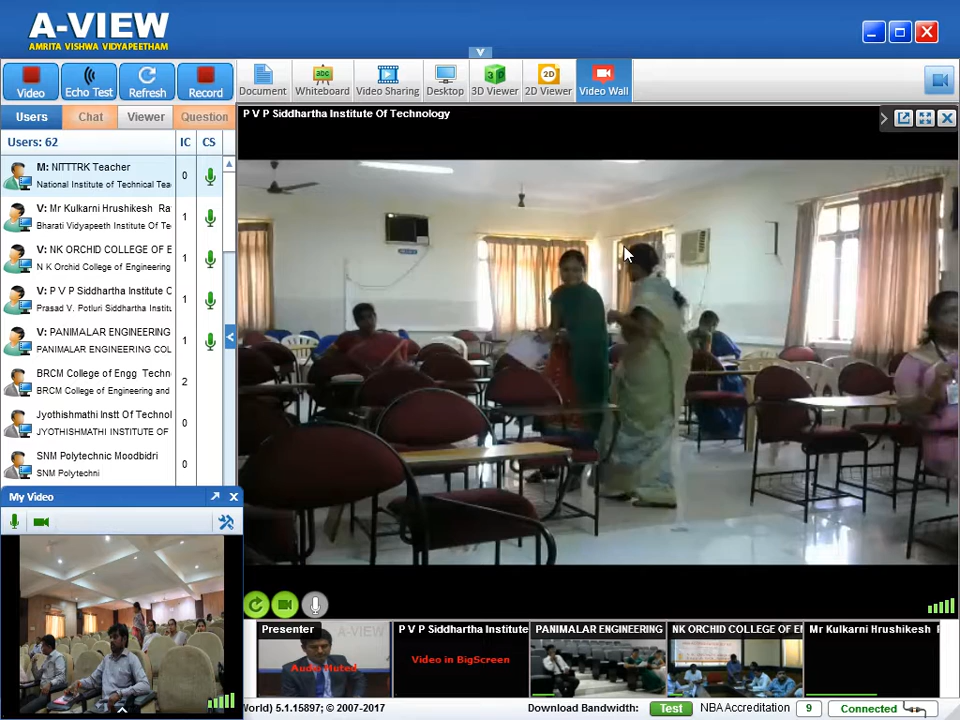 A-VIEW
AMRITA VISHWA VIDYAPEETHAM
Video
Echo Test
Refresh
Record
Document
Whiteboard
Video Sharing
Desktop
3D Viewer
2D Viewer
Video Wall
Users
Chat
Viewer
Question
Users: 62
IC
CS
M: NITTTRK Teacher
National Institute of Technical Tea
0
V: Mr Kulkarni Hrushikesh Ra
Bharati Vidyapeeth Institute Of Te
1
V: NK ORCHID COLLEGE OF E
N K Orchid College of Engineering
1
V: P V P Siddhartha Institute C
Prasad V. Potluri Siddhartha Instit
1
V: PANIMALAR ENGINEERING
PANIMALAR ENGINEERING COL
1
BRCM College of Engg Techn
BRCM College of Engineering and
2
Jyothishmathi Instt Of Technol
JYOTHISHMATHI INSTITUTE OF
0
SNM Polytechnic Moodbidri
SNM Polytechni
0
P V P Siddhartha Institute Of Technology
A-VIEW
My Video
Presenter
A-VIEW
Audio Muted
P V P Siddhartha Institute
Video in BigScreen
PANIMALAR ENGINEERING
NK ORCHID COLLEGE OF EI
Mr Kulkarni Hrushikesh
World) 5.1.15897; © 2007-2017
Download Bandwidth:
Test
NBA Accreditation
9
Connected